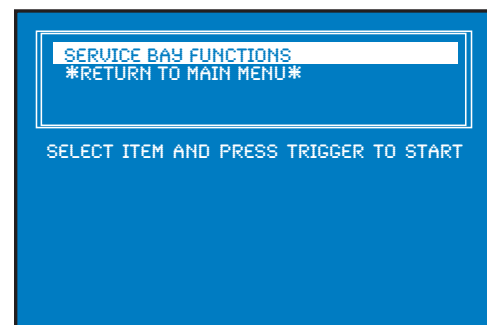 SERVICE BAY FUNCTIONS
*RETURN TO MAIN MENU*
SELECT ITEM AND PRESS TRIGGER TO START